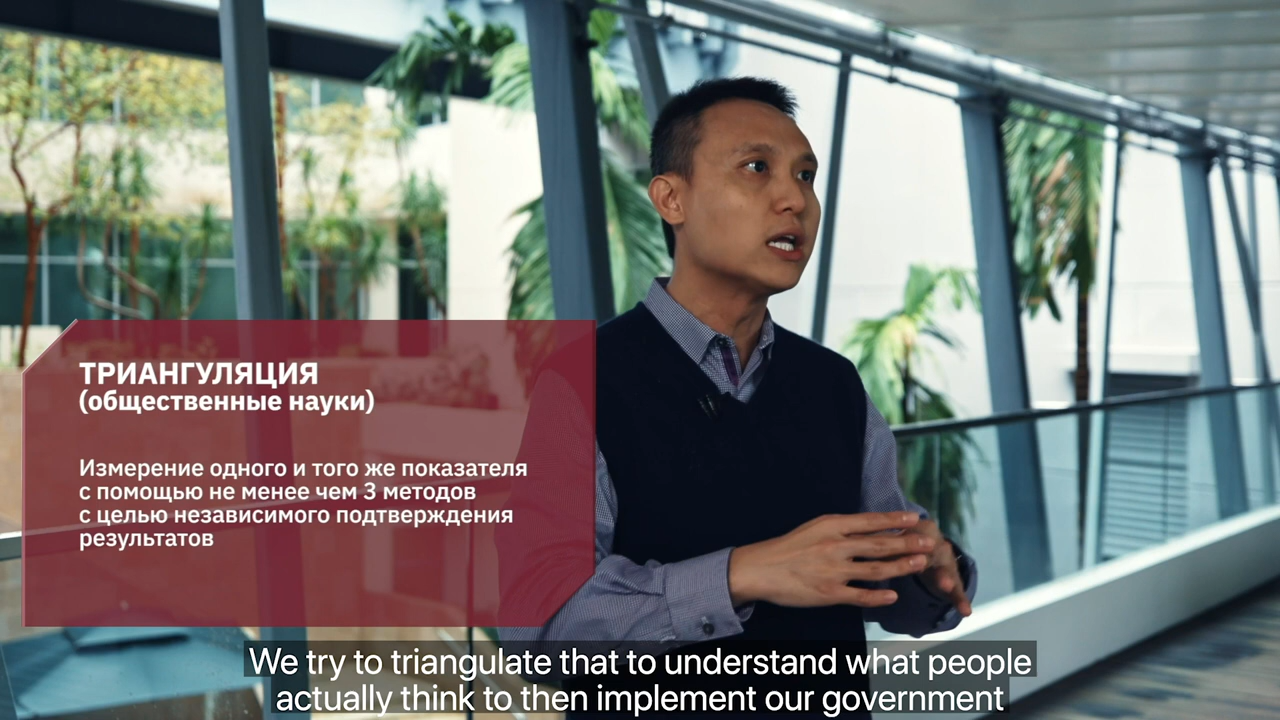 ТРИАНГУЛЯЦИЯ
(общественные науки)
Измерение одного и того же показателя
с помощью не менее чем 3 методов
с целью независимого подтверждения
результатов
We try to triangulate that to understand what people
actually think to then implement our government